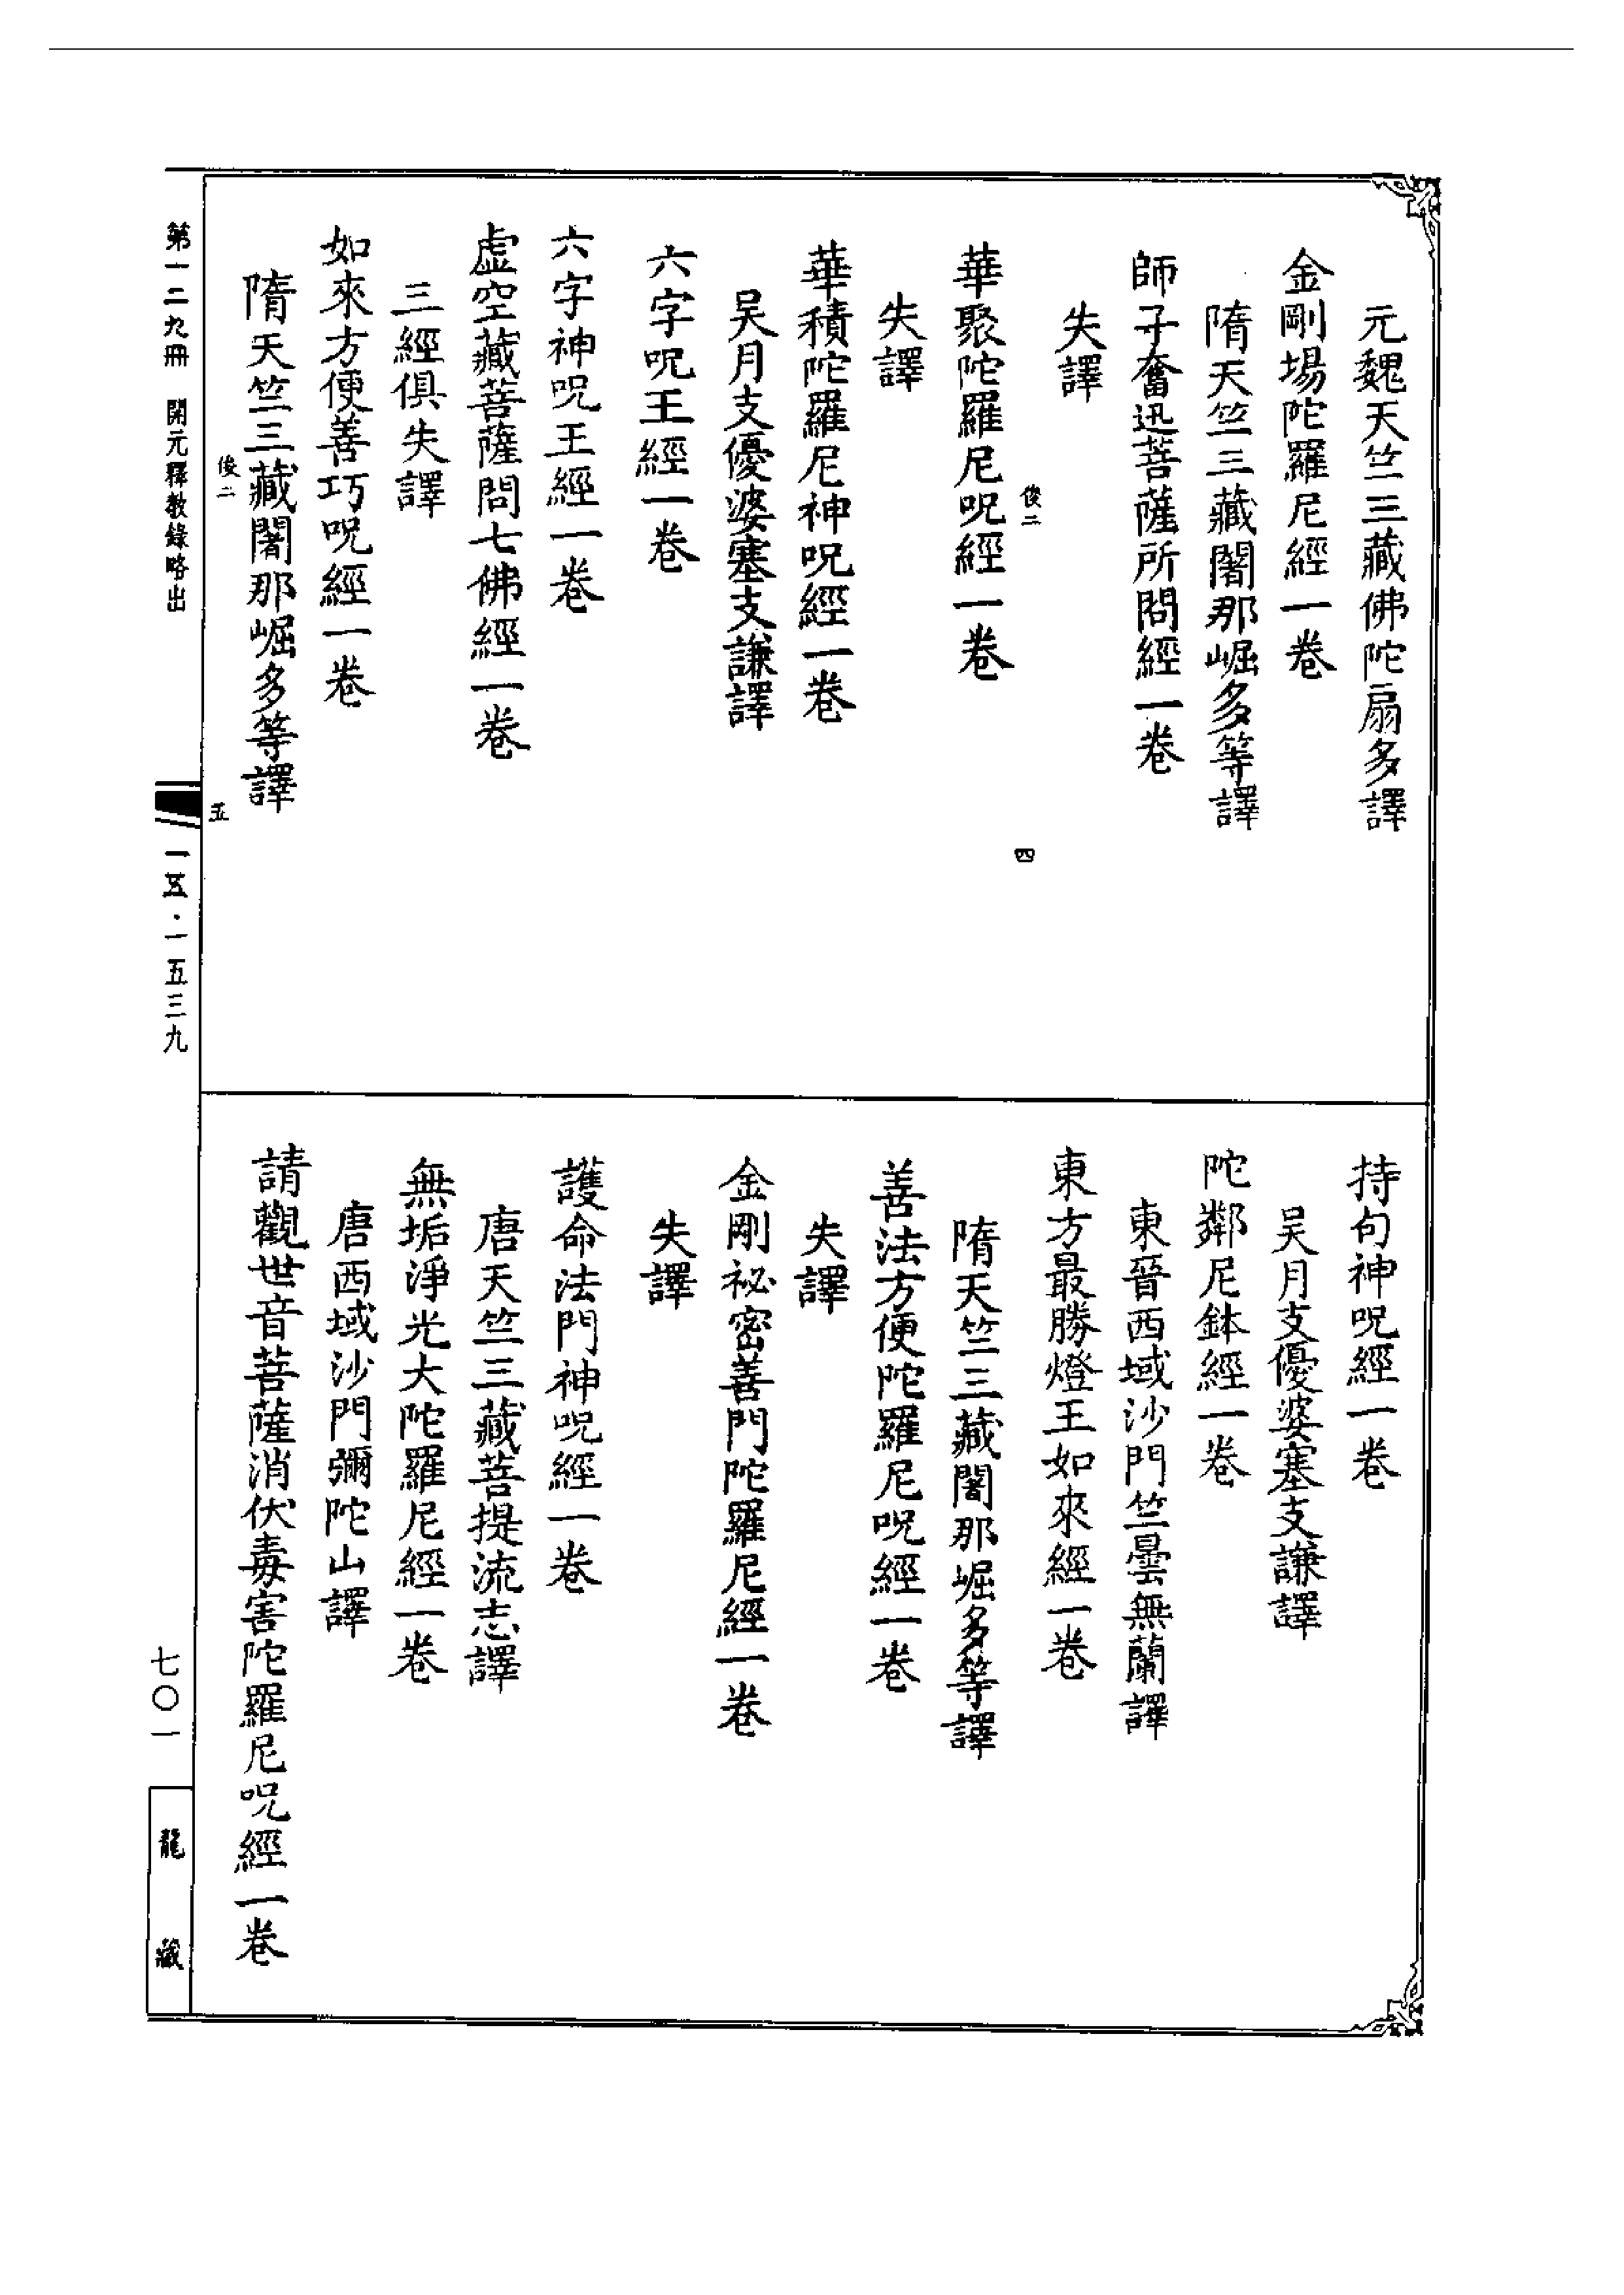 元魏天竺三藏佛陀扇多譯
金剛場陀羅尼經一卷
隋天竺三藏闍那崛多等譯
師子奮迅菩薩所問經一卷
失譯
俊二　四
華聚陀羅尼呪經一卷
失譯
華積陀羅尼神呪經一卷
吳月支優婆塞支謙譯
六字呪王經一卷
六字神呪王經一卷
虛空藏菩薩問七佛經一卷
三經俱失譯
如來方便善巧呪經一卷
隋天竺三藏闍那崛多等譯
俊二　五
持句神呪經一卷
吳月支優婆塞支謙譯
陀鄰尼鉢經一卷
東晉西域沙門竺曇無蘭譯
東方最勝燈王如來經一卷
隋天竺三藏闍那崛多等譯
善法方便陀羅尼呪經一卷
失譯
金剛祕密善門陀羅尼經一卷
失譯
護命法門神呪經一卷
唐天竺三藏菩提流志譯
無垢淨光大陀羅尼經一卷
唐西域沙門彌陀山譯
請觀世音菩薩消伏毒害陀羅尼呪經一卷
第一二九冊　開元釋教錄略出
一五五・一五三九
七〇一
龍藏